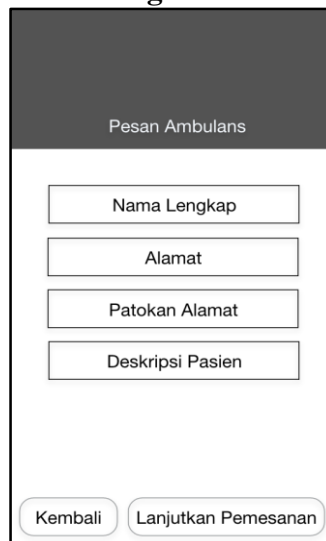 Pesan Ambulans
Nama Lengkap
Alamat
Patokan Alamat
Deskripsi Pasien
Kembali Lanjutkan Pemesanan